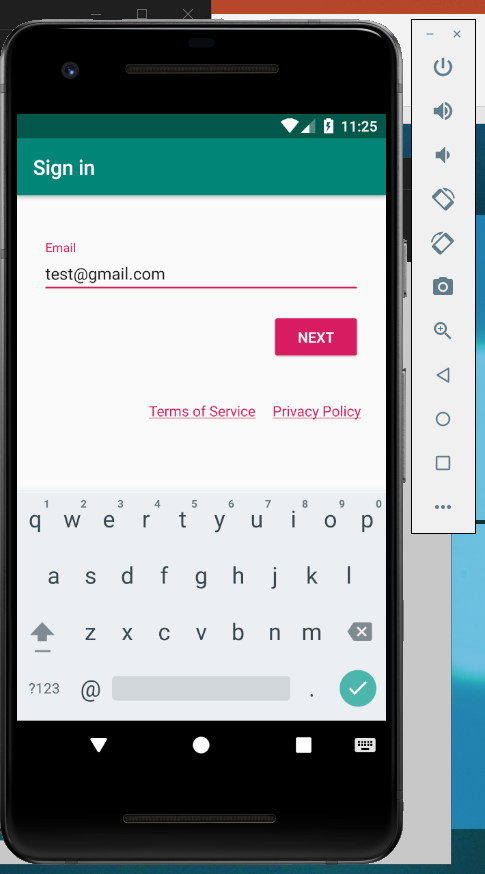 11:25
Sign in
Email
test@gmail.com
NEXT
Terms of Service Privacy Policy
1 2 3 4 5 6 7 8 9 0
q w e r t y u i o p
a s d f g h j k l
z x c v b n m
?123 @ .